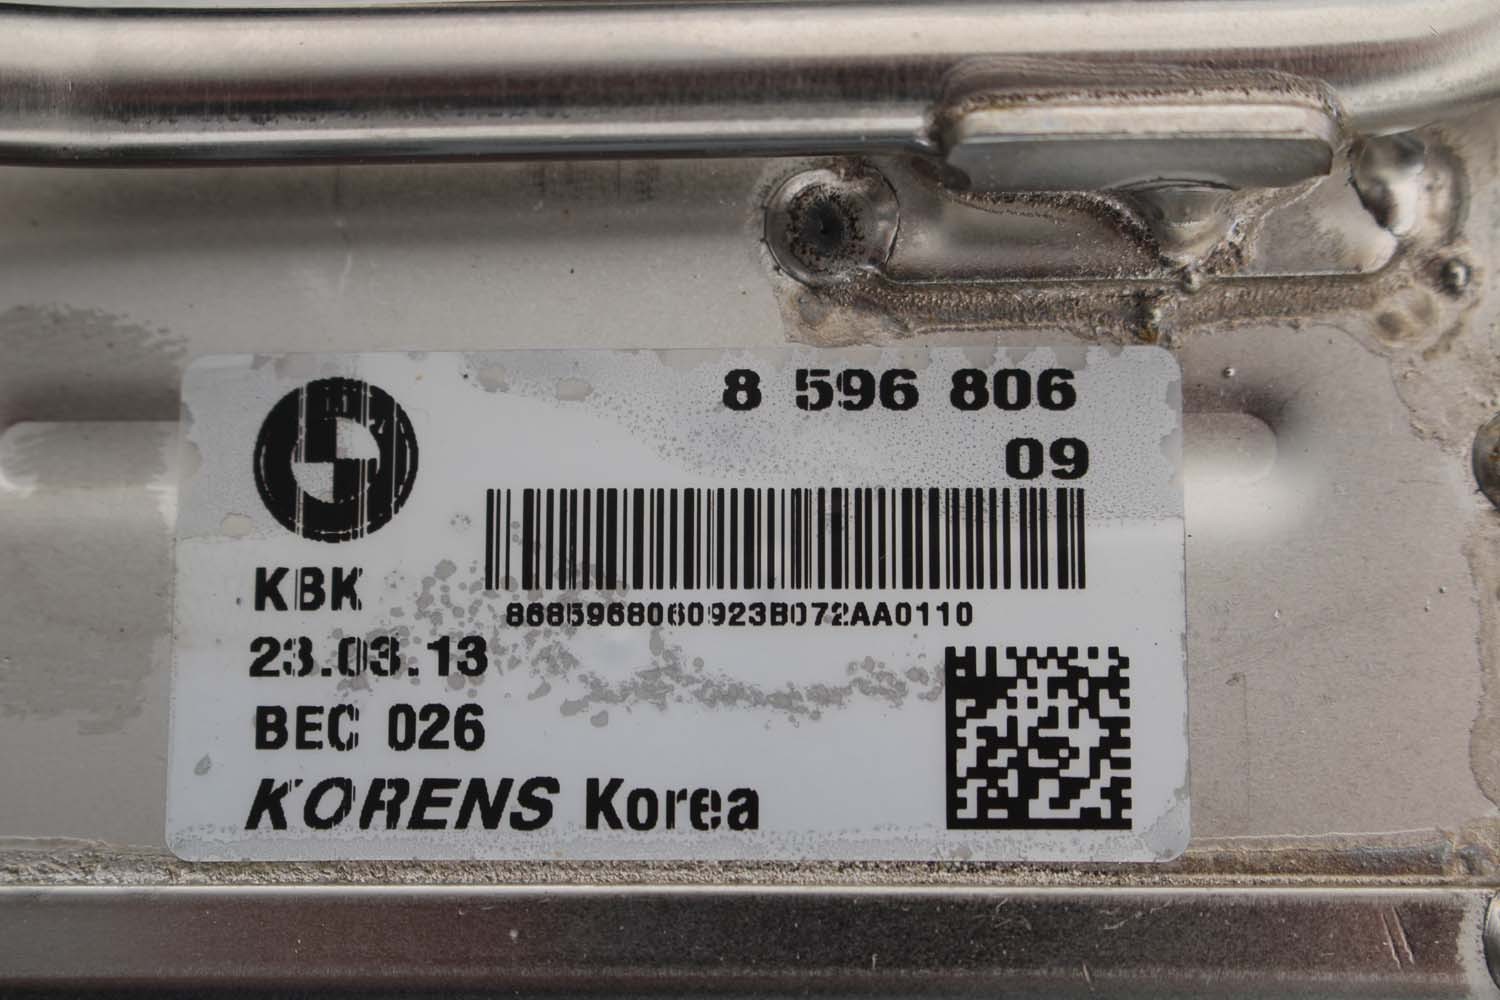 8 596 806
09
8685968060923B072AA0110
KBK
23.03.13
BEC 026
KORENS Korea